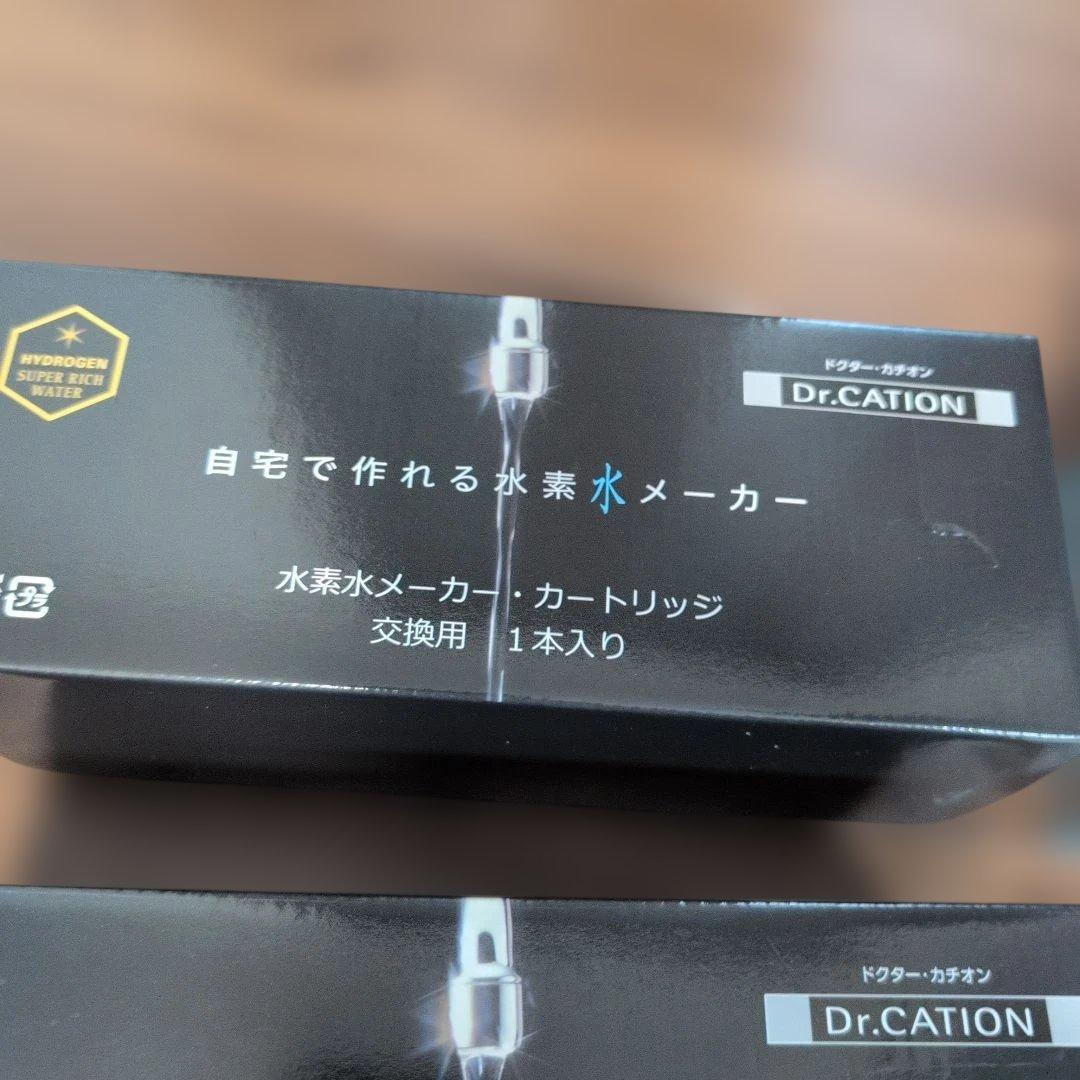 HYDROGEN
SUPER RICH
WATER
ドクター・カチオン
Dr.CATION
自宅で作れる水素水メーカー
水素水メーカー・カートリッジ
交換用 1本入り
プラ
ドクター・カチオン
Dr.CATION